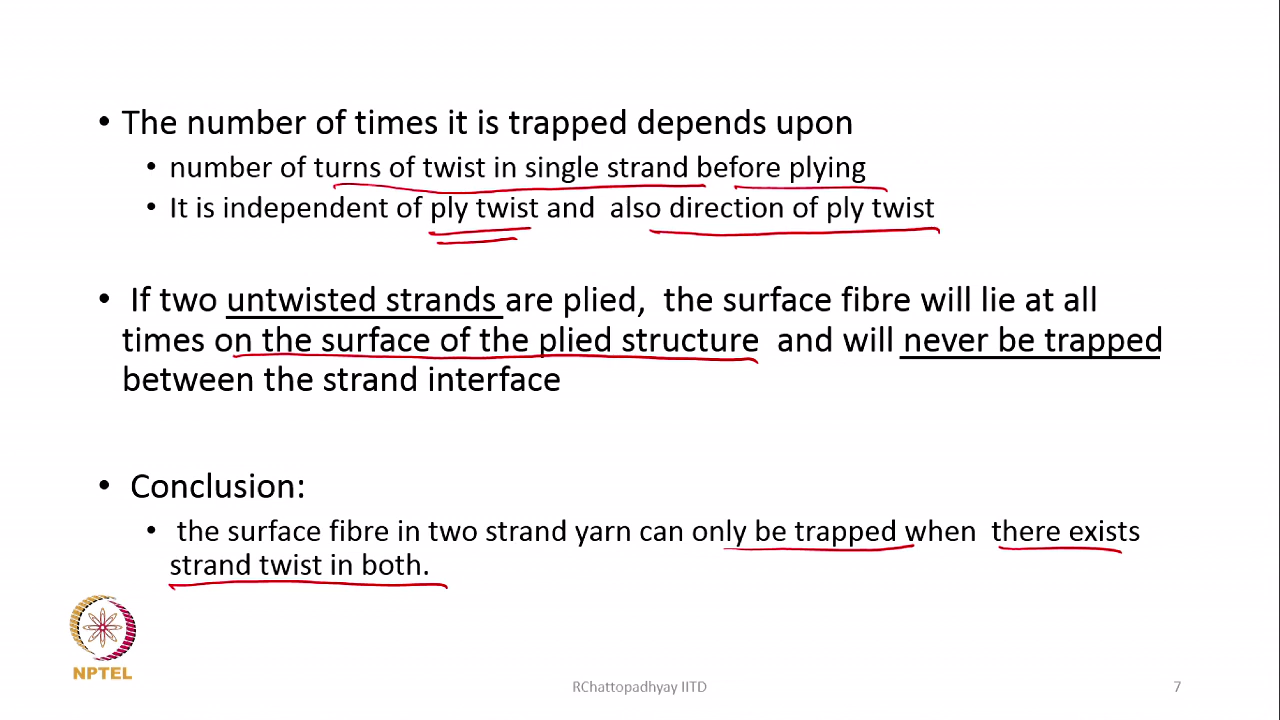 • The number of times it is trapped depends upon
• number of turns of twist in single strand before plying
• It is independent of ply twist and also direction of ply twist
• If two untwisted strands are plied, the surface fibre will lie at all
times on the surface of the plied structure and will never be trapped
between the strand interface
• Conclusion:
• the surface fibre in two strand yarn can only be trapped when there exists
strand twist in both.
NPTEL
RChattopadhyay IITD
7